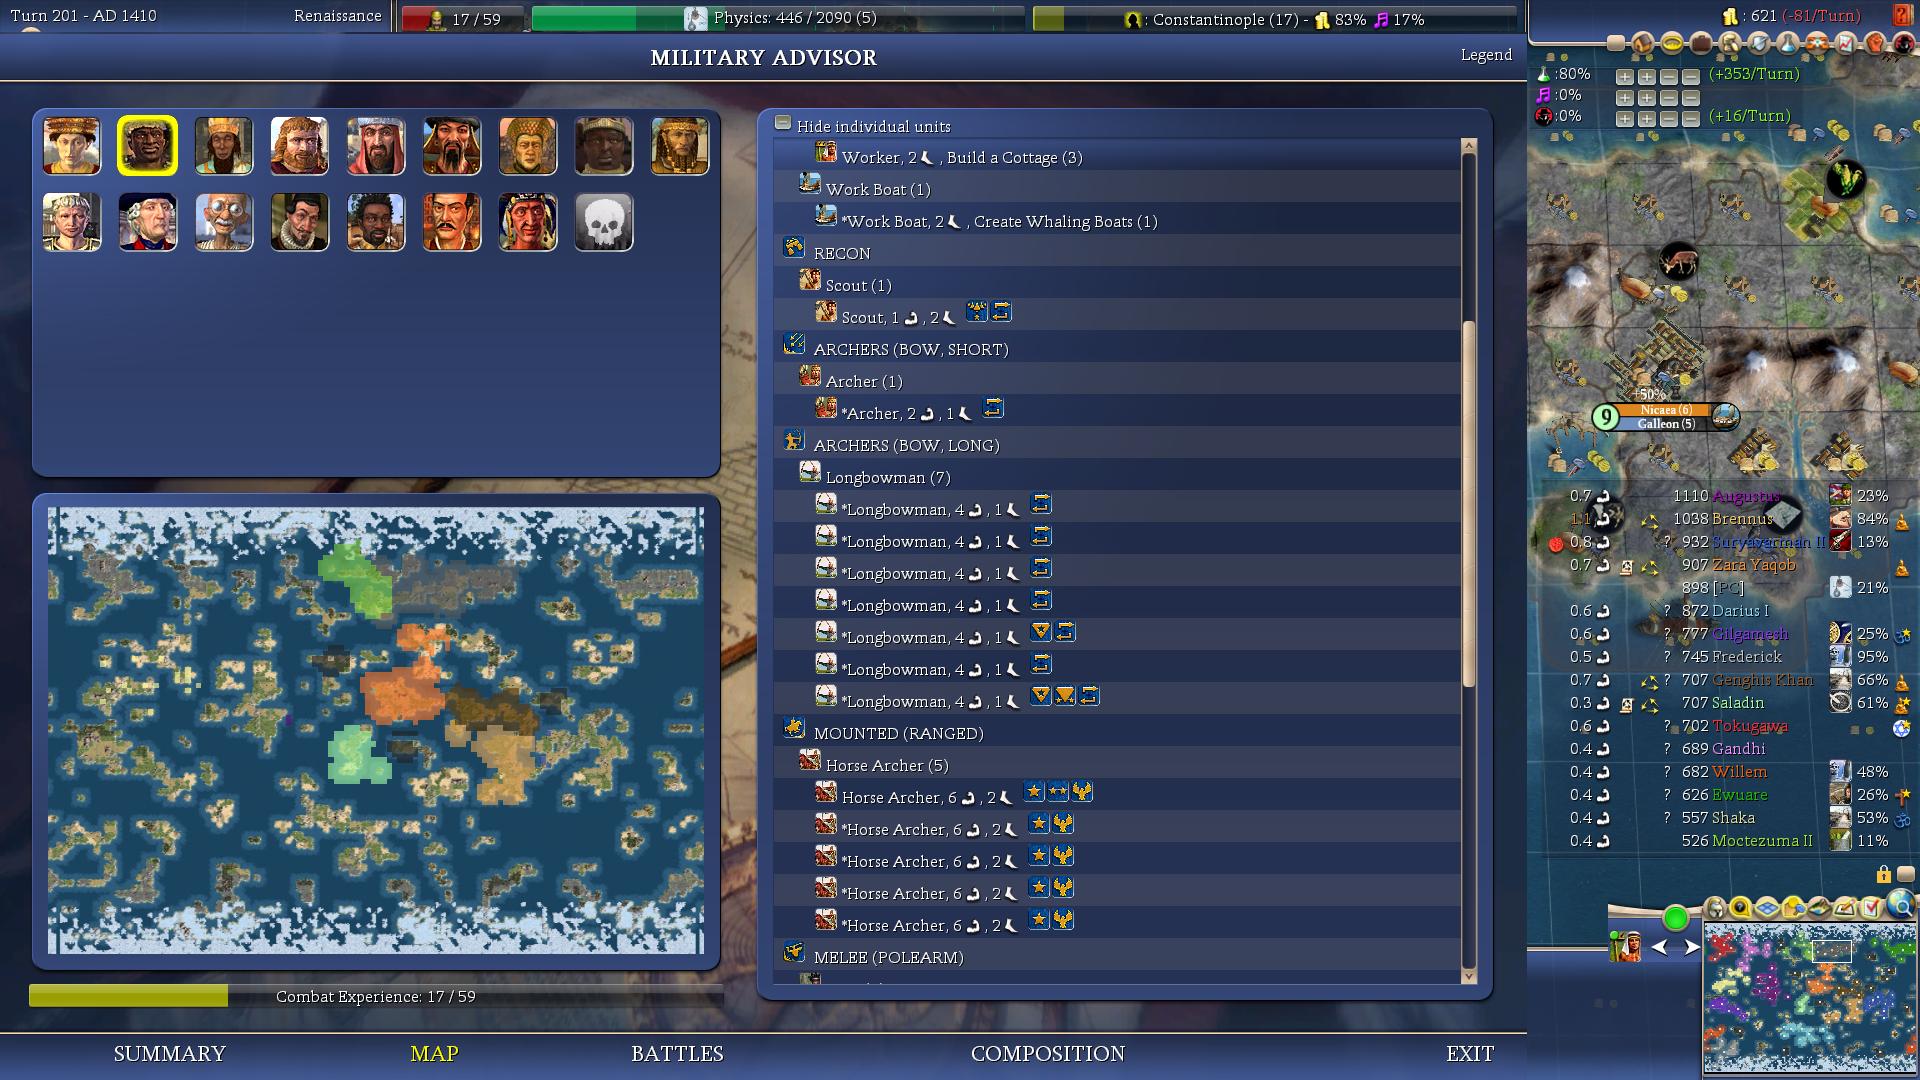 Turn 201 - AD 1410
Renaissance
17 / 59
Physics: 446 / 2090 (5)
: Constantinople (17) - 83% 17%
: 621 (-81/Turn)
MILITARY ADVISOR
Legend
:80% (+353/Turn)
:0%
:0% (+16/Turn)
Hide individual units
Worker, 2 , Build a Cottage (3)
Work Boat (1)
*Work Boat, 2 , Create Whaling Boats (1)
RECON
Scout (1)
Scout, 1 , 2
ARCHERS (BOW, SHORT)
Archer (1)
*Archer, 2 , 1
ARCHERS (BOW, LONG)
Longbowman (7)
*Longbowman, 4 , 1
*Longbowman, 4 , 1
*Longbowman, 4 , 1
*Longbowman, 4 , 1
*Longbowman, 4 , 1
*Longbowman, 4 , 1
*Longbowman, 4 , 1
MOUNTED (RANGED)
Horse Archer (5)
Horse Archer, 6 , 2
*Horse Archer, 6 , 2
*Horse Archer, 6 , 2
*Horse Archer, 6 , 2
*Horse Archer, 6 , 2
MELEE (POLEARM)
+50%
9
Nicaea (6)
Galleon (5)
0.7 1110 Augustus 23%
1.1 1038 Brennus 84%
0.8 ? 932 Suryavarman II 13%
0.7 907 Zara Yaqob
898 [PC] 21%
0.6 ? 872 Darius I
0.6 ? 777 Gilgamesh 25%
0.5 ? 745 Frederick 95%
0.7 ? 707 Genghis Khan 66%
0.3 707 Saladin 61%
0.6 ? 702 Tokugawa
0.4 ? 689 Gandhi
0.4 ? 682 Willem 48%
0.4 ? 626 Ewuare 26%
0.4 ? 557 Shaka 53%
0.4 526 Moctezuma II 11%
Combat Experience: 17 / 59
SUMMARY
MAP
BATTLES
COMPOSITION
EXIT